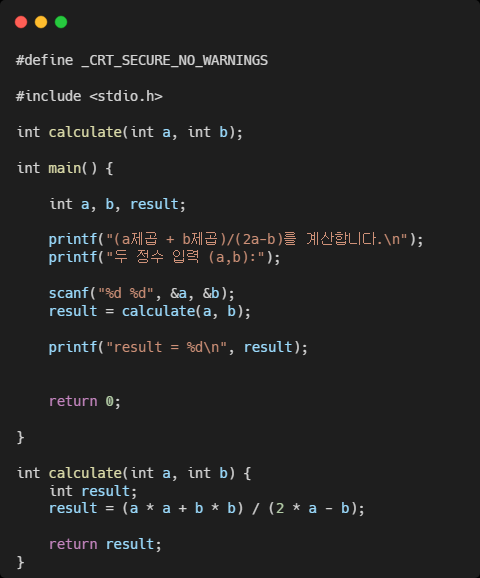 #define _CRT_SECURE_NO_WARNINGS
#include <stdio.h>
int calculate(int a, int b);
int main() {
int a, b, result;
printf("(a제곱 + b제곱)/(2a-b)를 계산합니다.\n");
printf("두 정수 입력 (a,b):");
scanf("%d %d", &a, &b);
result = calculate(a, b);
printf("result = %d\n", result);
return 0;
}
int calculate(int a, int b) {
int result;
result = (a * a + b * b) / (2 * a - b);
return result;
}